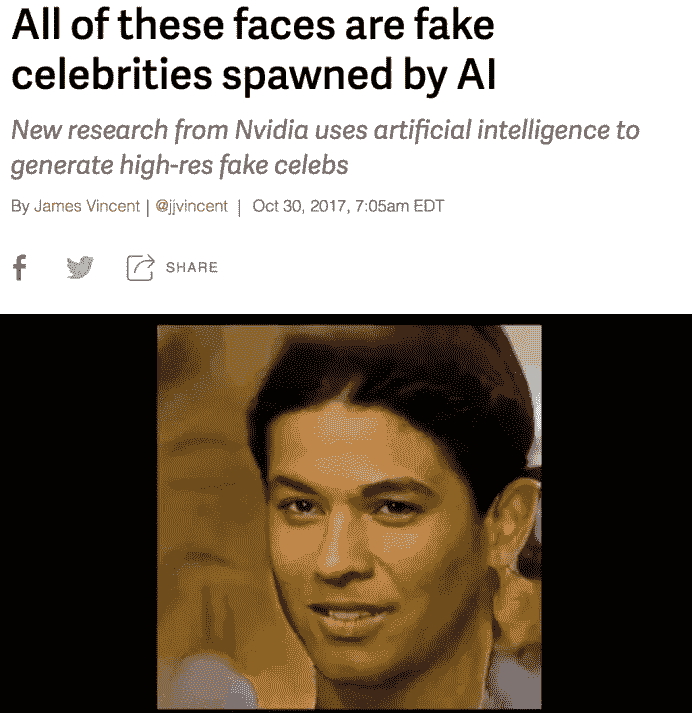 All of these faces are fake
celebrities spawned by AI
New research from Nvidia uses artificial intelligence to
generate high-res fake celebs
By James Vincent | @jjvincent | Oct 30, 2017, 7:05am EDT
SHARE